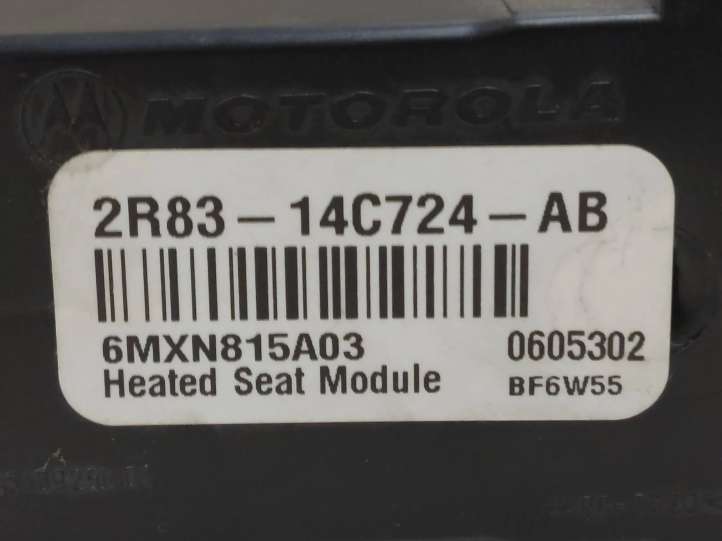 MOTOROLA
2R83-14C724-AB
6MXN815A03 0605302
Heated Seat Module BF6W55